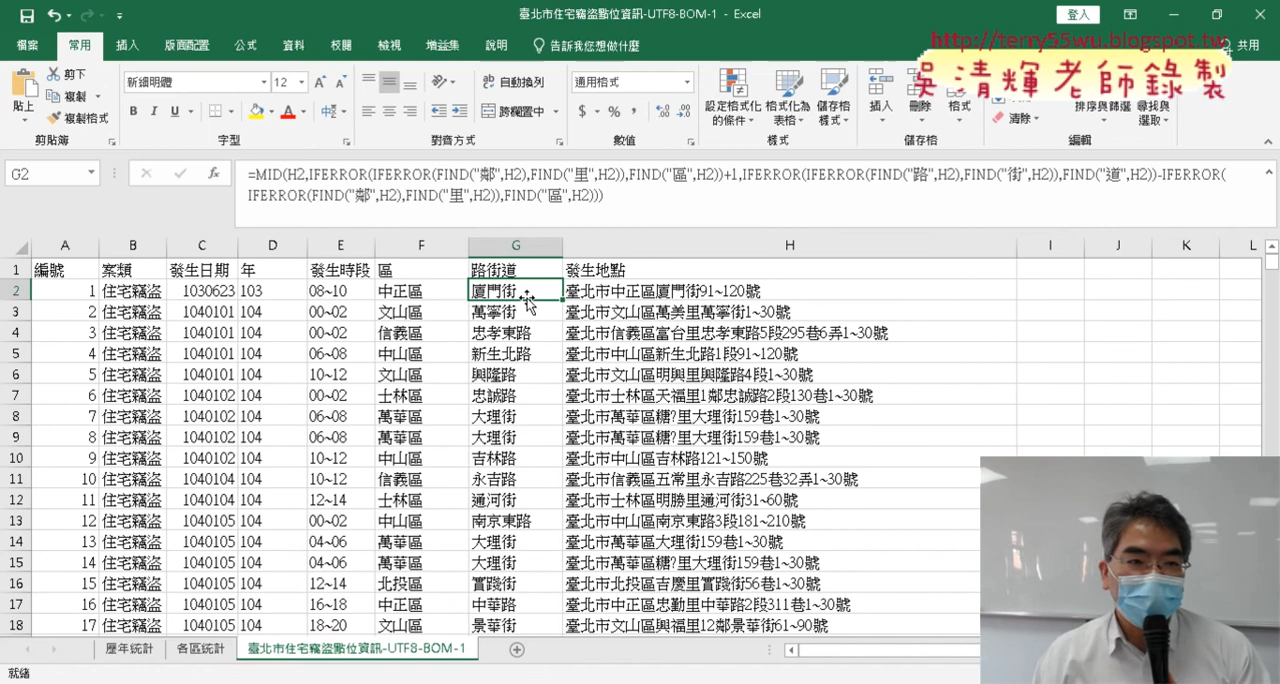 臺北市住宅竊盜點位資訊-UTF8-BOM-1 - Excel
登入
檔案 常用 插入 版面配置 公式 資料 校閱 檢視 增益集 說明 告訴我您想做什麼 共用
http://terry55wu.blogspot.tw
吳清輝老師錄製
貼上 剪下 複製 複製格式
新細明體 12
B I U A
自動換列
跨欄置中
通用格式
$ % ,
設定格式化的條件 格式化為表格 儲存格樣式
插入 刪除 格式
清除 排序與篩選 尋找與選取
剪貼簿 字型 對齊方式 數值 樣式 儲存格 編輯
G2
fx
=MID(H2,IFERROR(IFERROR(FIND("鄰",H2),FIND("里",H2)),FIND("區",H2))+1,IFERROR(IFERROR(FIND("路",H2),FIND("街",H2)),FIND("道",H2))-IFERROR(
IFERROR(FIND("鄰",H2),FIND("里",H2)),FIND("區",H2)))
A B C D E F G H I J K L
1 編號 案類 發生日期 年 發生時段 區 路街道 發生地點
2 1 住宅竊盜 1030623 103 08~10 中正區 廈門街 臺北市中正區廈門街91~120號
3 2 住宅竊盜 1040101 104 00~02 文山區 萬寧街 臺北市文山區萬美里萬寧街1~30號
4 3 住宅竊盜 1040101 104 00~02 信義區 忠孝東路 臺北市信義區富台里忠孝東路5段295巷6弄1~30號
5 4 住宅竊盜 1040101 104 06~08 中山區 新生北路 臺北市中山區新生北路1段91~120號
6 5 住宅竊盜 1040101 104 10~12 文山區 興隆路 臺北市文山區明興里興隆路4段1~30號
7 6 住宅竊盜 1040102 104 00~02 士林區 忠誠路 臺北市士林區天福里1鄰忠誠路2段130巷1~30號
8 7 住宅竊盜 1040102 104 06~08 萬華區 大理街 臺北市萬華區糖?里大理街159巷1~30號
9 8 住宅竊盜 1040102 104 06~08 萬華區 大理街 臺北市萬華區糖?里大理街159巷1~30號
10 9 住宅竊盜 1040102 104 10~12 中山區 吉林路 臺北市中山區吉林路121~150號
11 10 住宅竊盜 1040104 104 10~12 信義區 永吉路 臺北市信義區五常里永吉路225巷32弄1~30號
12 11 住宅竊盜 1040104 104 12~14 士林區 通河街 臺北市士林區明勝里通河街31~60號
13 12 住宅竊盜 1040105 104 00~02 中山區 南京東路 臺北市中山區南京東路3段181~210號
14 13 住宅竊盜 1040105 104 04~06 萬華區 大理街 臺北市萬華區大理街159巷1~30號
15 14 住宅竊盜 1040105 104 04~06 萬華區 大理街 臺北市萬華區糖?里大理街159巷1~30號
16 15 住宅竊盜 1040105 104 12~14 北投區 實踐街 臺北市北投區吉慶里實踐街56巷1~30號
17 16 住宅竊盜 1040105 104 16~18 中正區 中華路 臺北市中正區忠勤里中華路2段311巷1~30號
18 17 住宅竊盜 1040105 104 18~20 文山區 景華街 臺北市文山區興福里12鄰景華街61~90號
歷年統計 各區統計 臺北市住宅竊盜點位資訊-UTF8-BOM-1
就緒